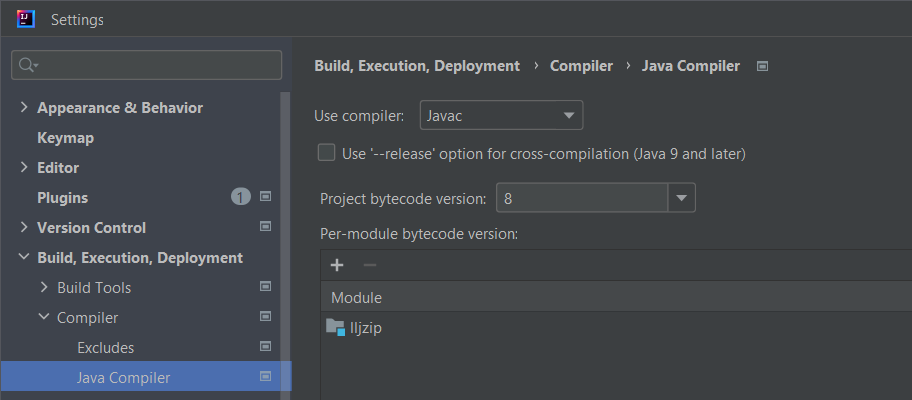 Settings
Build, Execution, Deployment › Compiler › Java Compiler
Appearance & Behavior
Keymap
Editor
Plugins 1
Version Control
Build, Execution, Deployment
Build Tools
Compiler
Excludes
Java Compiler
Use compiler: Javac
Use '--release' option for cross-compilation (Java 9 and later)
Project bytecode version: 8
Per-module bytecode version:
Module
lljzip